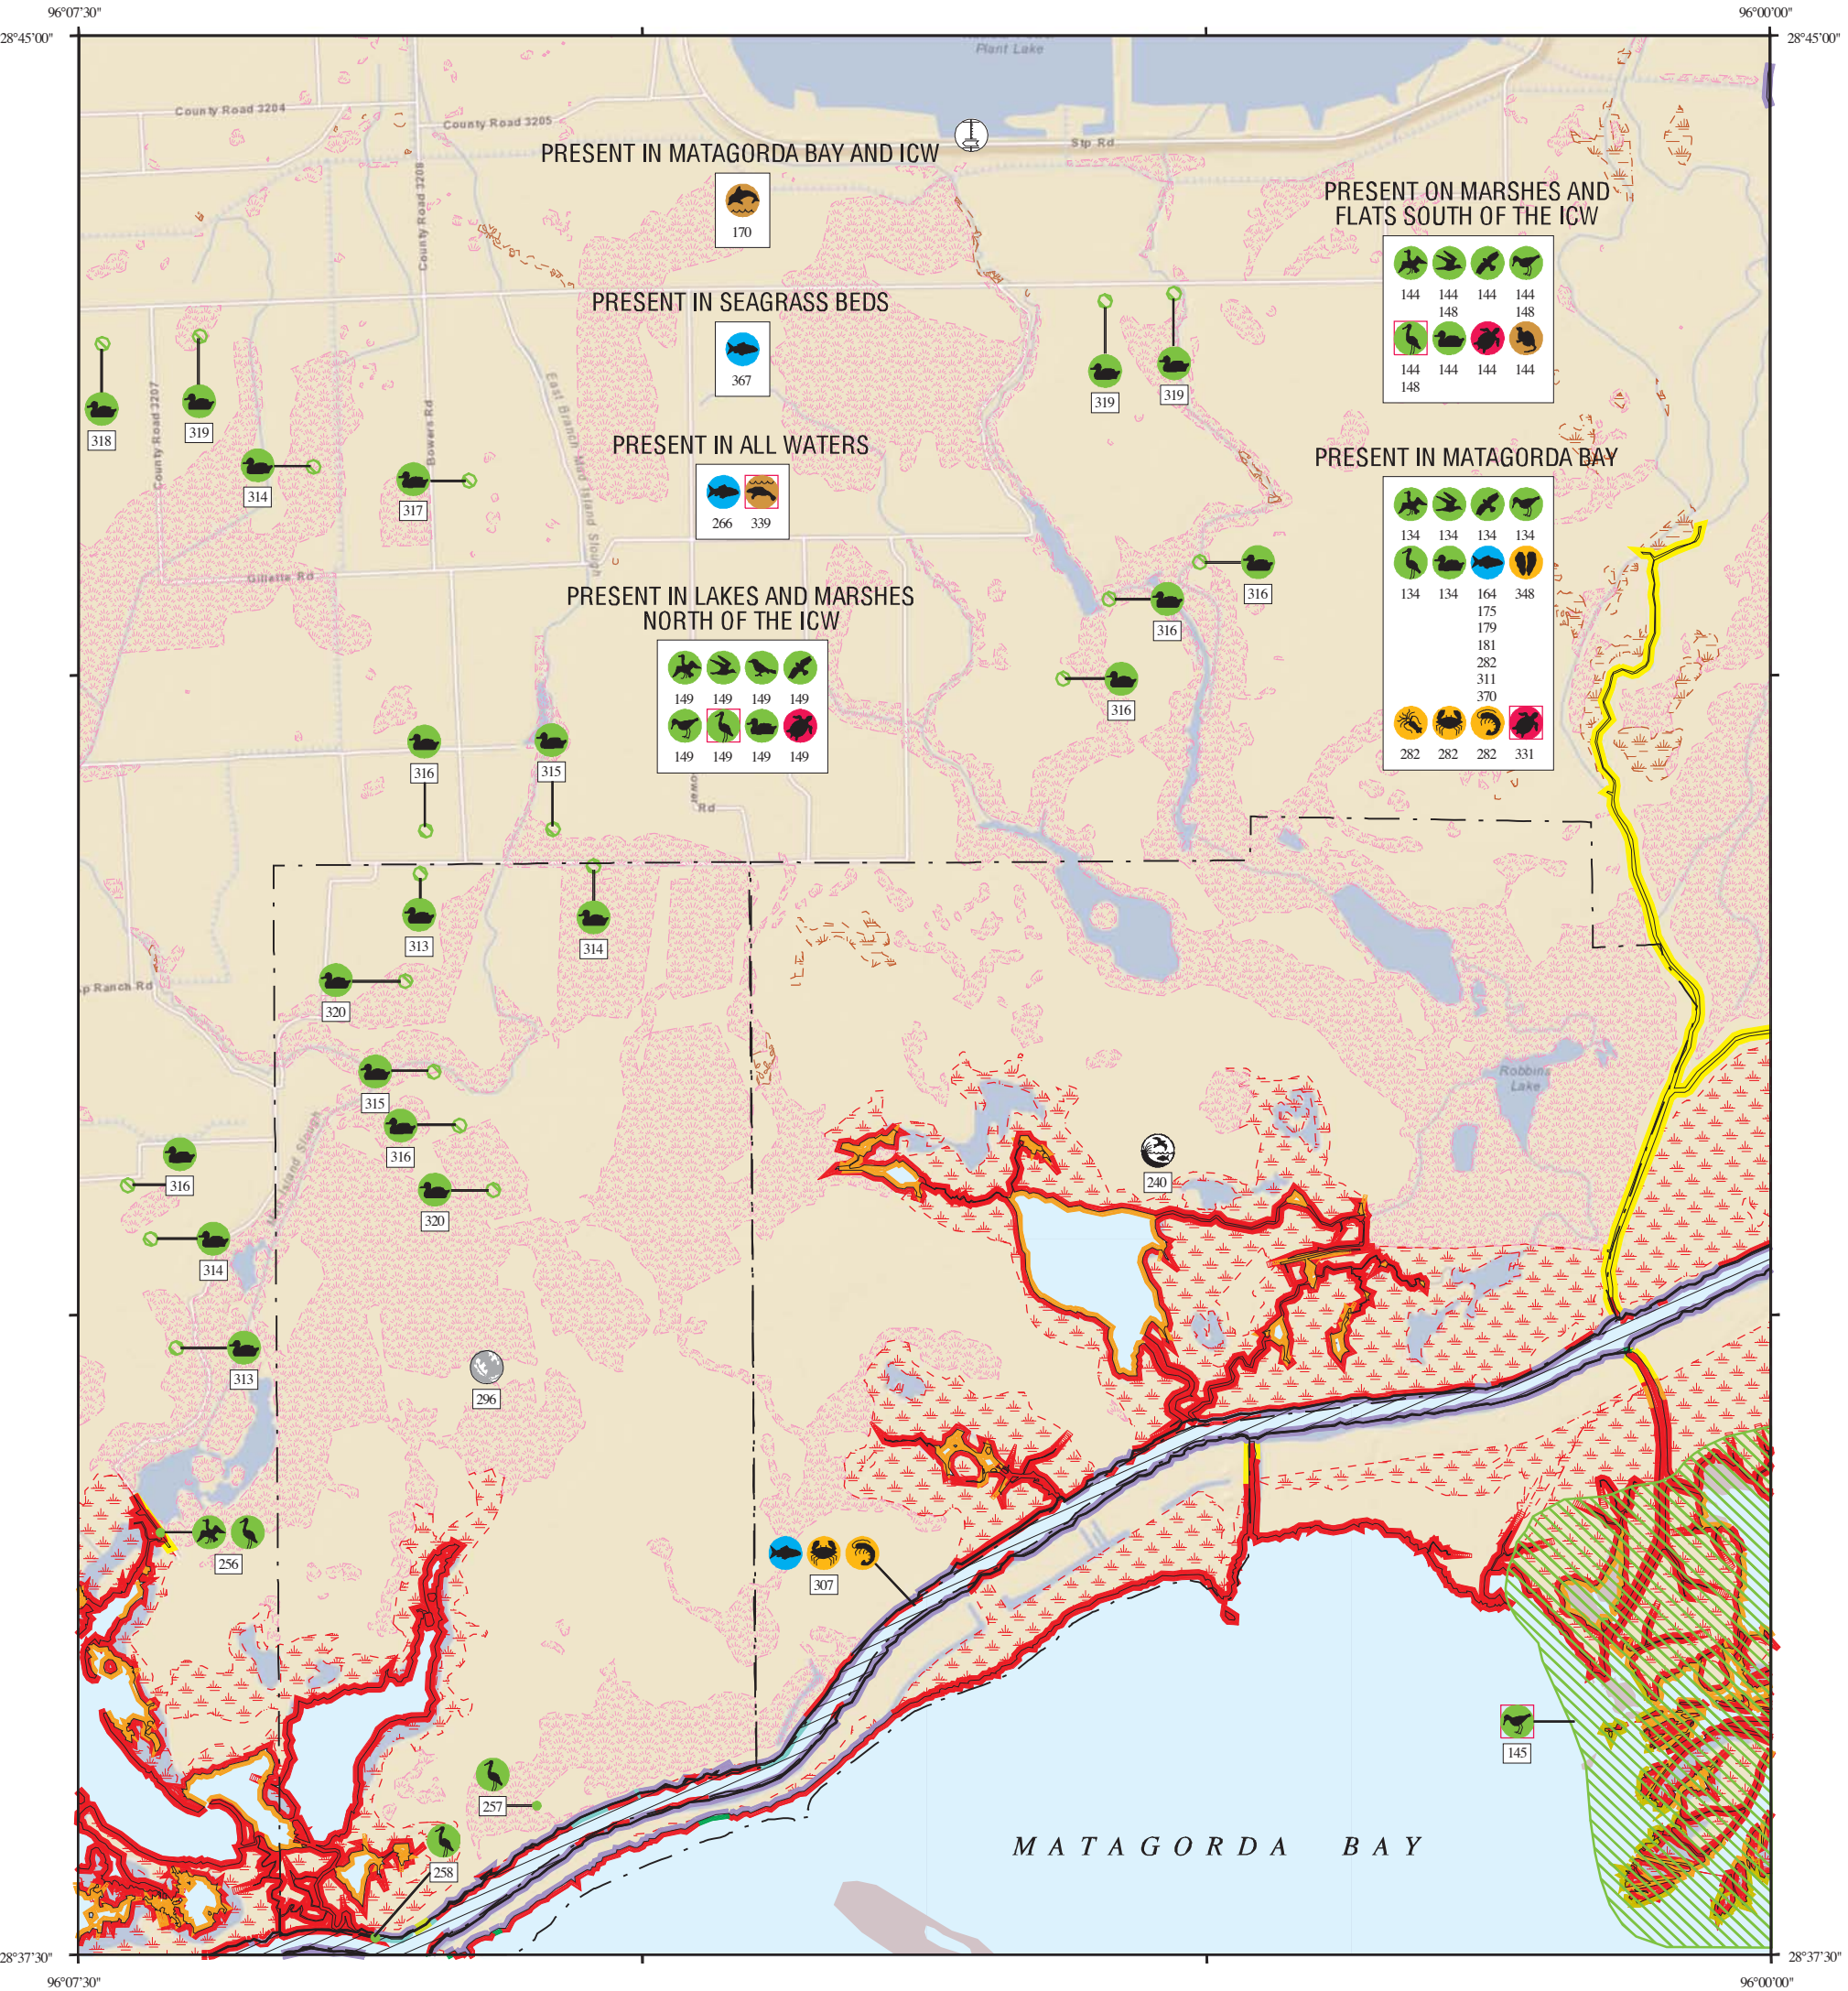 96°07'30"
96°00'00"
28°45'00"
28°45'00"
Plant Lake
County Road 3204
County Road 3205
Stp Rd
PRESENT IN MATAGORDA BAY AND ICW
170
County Road 3206
PRESENT ON MARSHES AND
FLATS SOUTH OF THE ICW
144 144 144 144
148 148
144 144 144 144
148
PRESENT IN SEAGRASS BEDS
367
319
319
318
319
County Road 3207
Bowers Rd
East Branch Mad Island Slough
314
317
PRESENT IN ALL WATERS
266 339
PRESENT IN MATAGORDA BAY
134 134 134 134
134 134 164 348
175
179
181
282
311
370
282 282 282 331
Gillette Rd
316
316
316
PRESENT IN LAKES AND MARSHES
NORTH OF THE ICW
149 149 149 149
149 149 149 149
316
315
Rd
313
314
p Ranch Rd
320
315
Robbins
Lake
316
316
240
320
314
Island Slough
313
296
256
307
145
257
258
MATAGORDA BAY
28°37'30"
28°37'30"
96°07'30"
96°00'00"